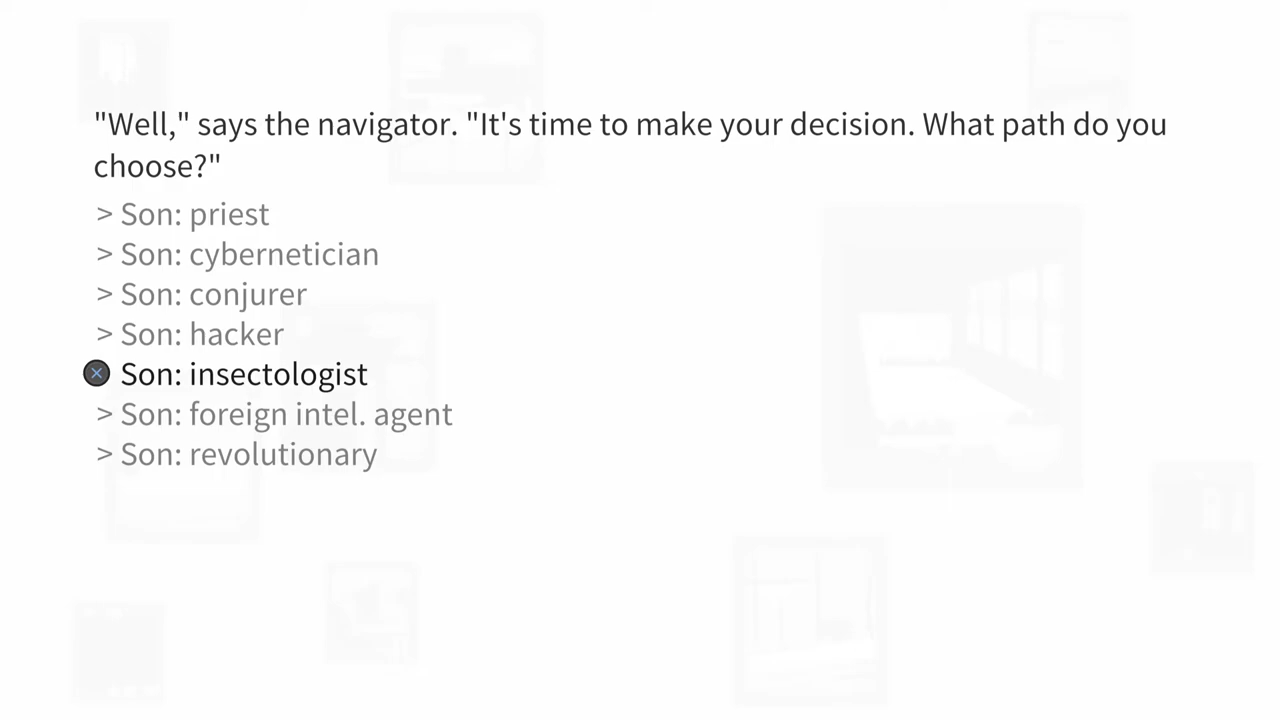 "Well," says the navigator. "It's time to make your decision. What path do you
choose?"
> Son: priest
> Son: cybernetician
> Son: conjurer
> Son: hacker
Son: insectologist
> Son: foreign intel. agent
> Son: revolutionary